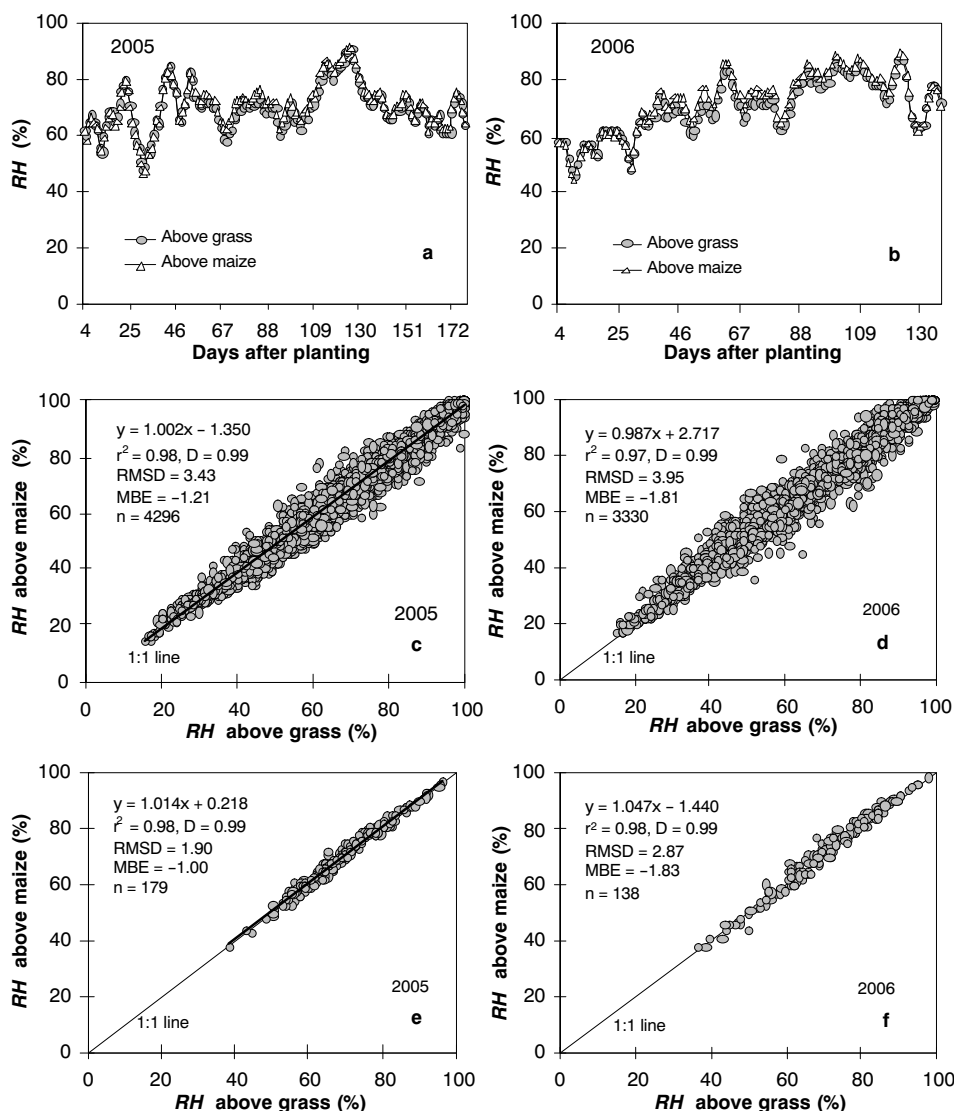 100
80
60
40
20
0
RH (%)
2005
Above grass
Above maize
a
4 25 46 67 88 109 130 151 172
Days after planting
100
80
60
40
20
0
RH (%)
2006
Above grass
Above maize
b
4 25 46 67 88 109 130
Days after planting
100
80
60
40
20
0
RH above maize (%)
y = 1.002x − 1.350
r² = 0.98, D = 0.99
RMSD = 3.43
MBE = −1.21
n = 4296
2005
c
1:1 line
0 20 40 60 80 100
RH above grass (%)
100
80
60
40
20
0
RH above maize (%)
y = 0.987x + 2.717
r² = 0.97, D = 0.99
RMSD = 3.95
MBE = −1.81
n = 3330
2006
d
1:1 line
0 20 40 60 80 100
RH above grass (%)
100
80
60
40
20
0
RH above maize (%)
y = 1.014x + 0.218
r² = 0.98, D = 0.99
RMSD = 1.90
MBE = −1.00
n = 179
2005
e
1:1 line
0 20 40 60 80 100
RH above grass (%)
100
80
60
40
20
0
RH above maize (%)
y = 1.047x − 1.440
r² = 0.98, D = 0.99
RMSD = 2.87
MBE = −1.83
n = 138
2006
f
1:1 line
0 20 40 60 80 100
RH above grass (%)